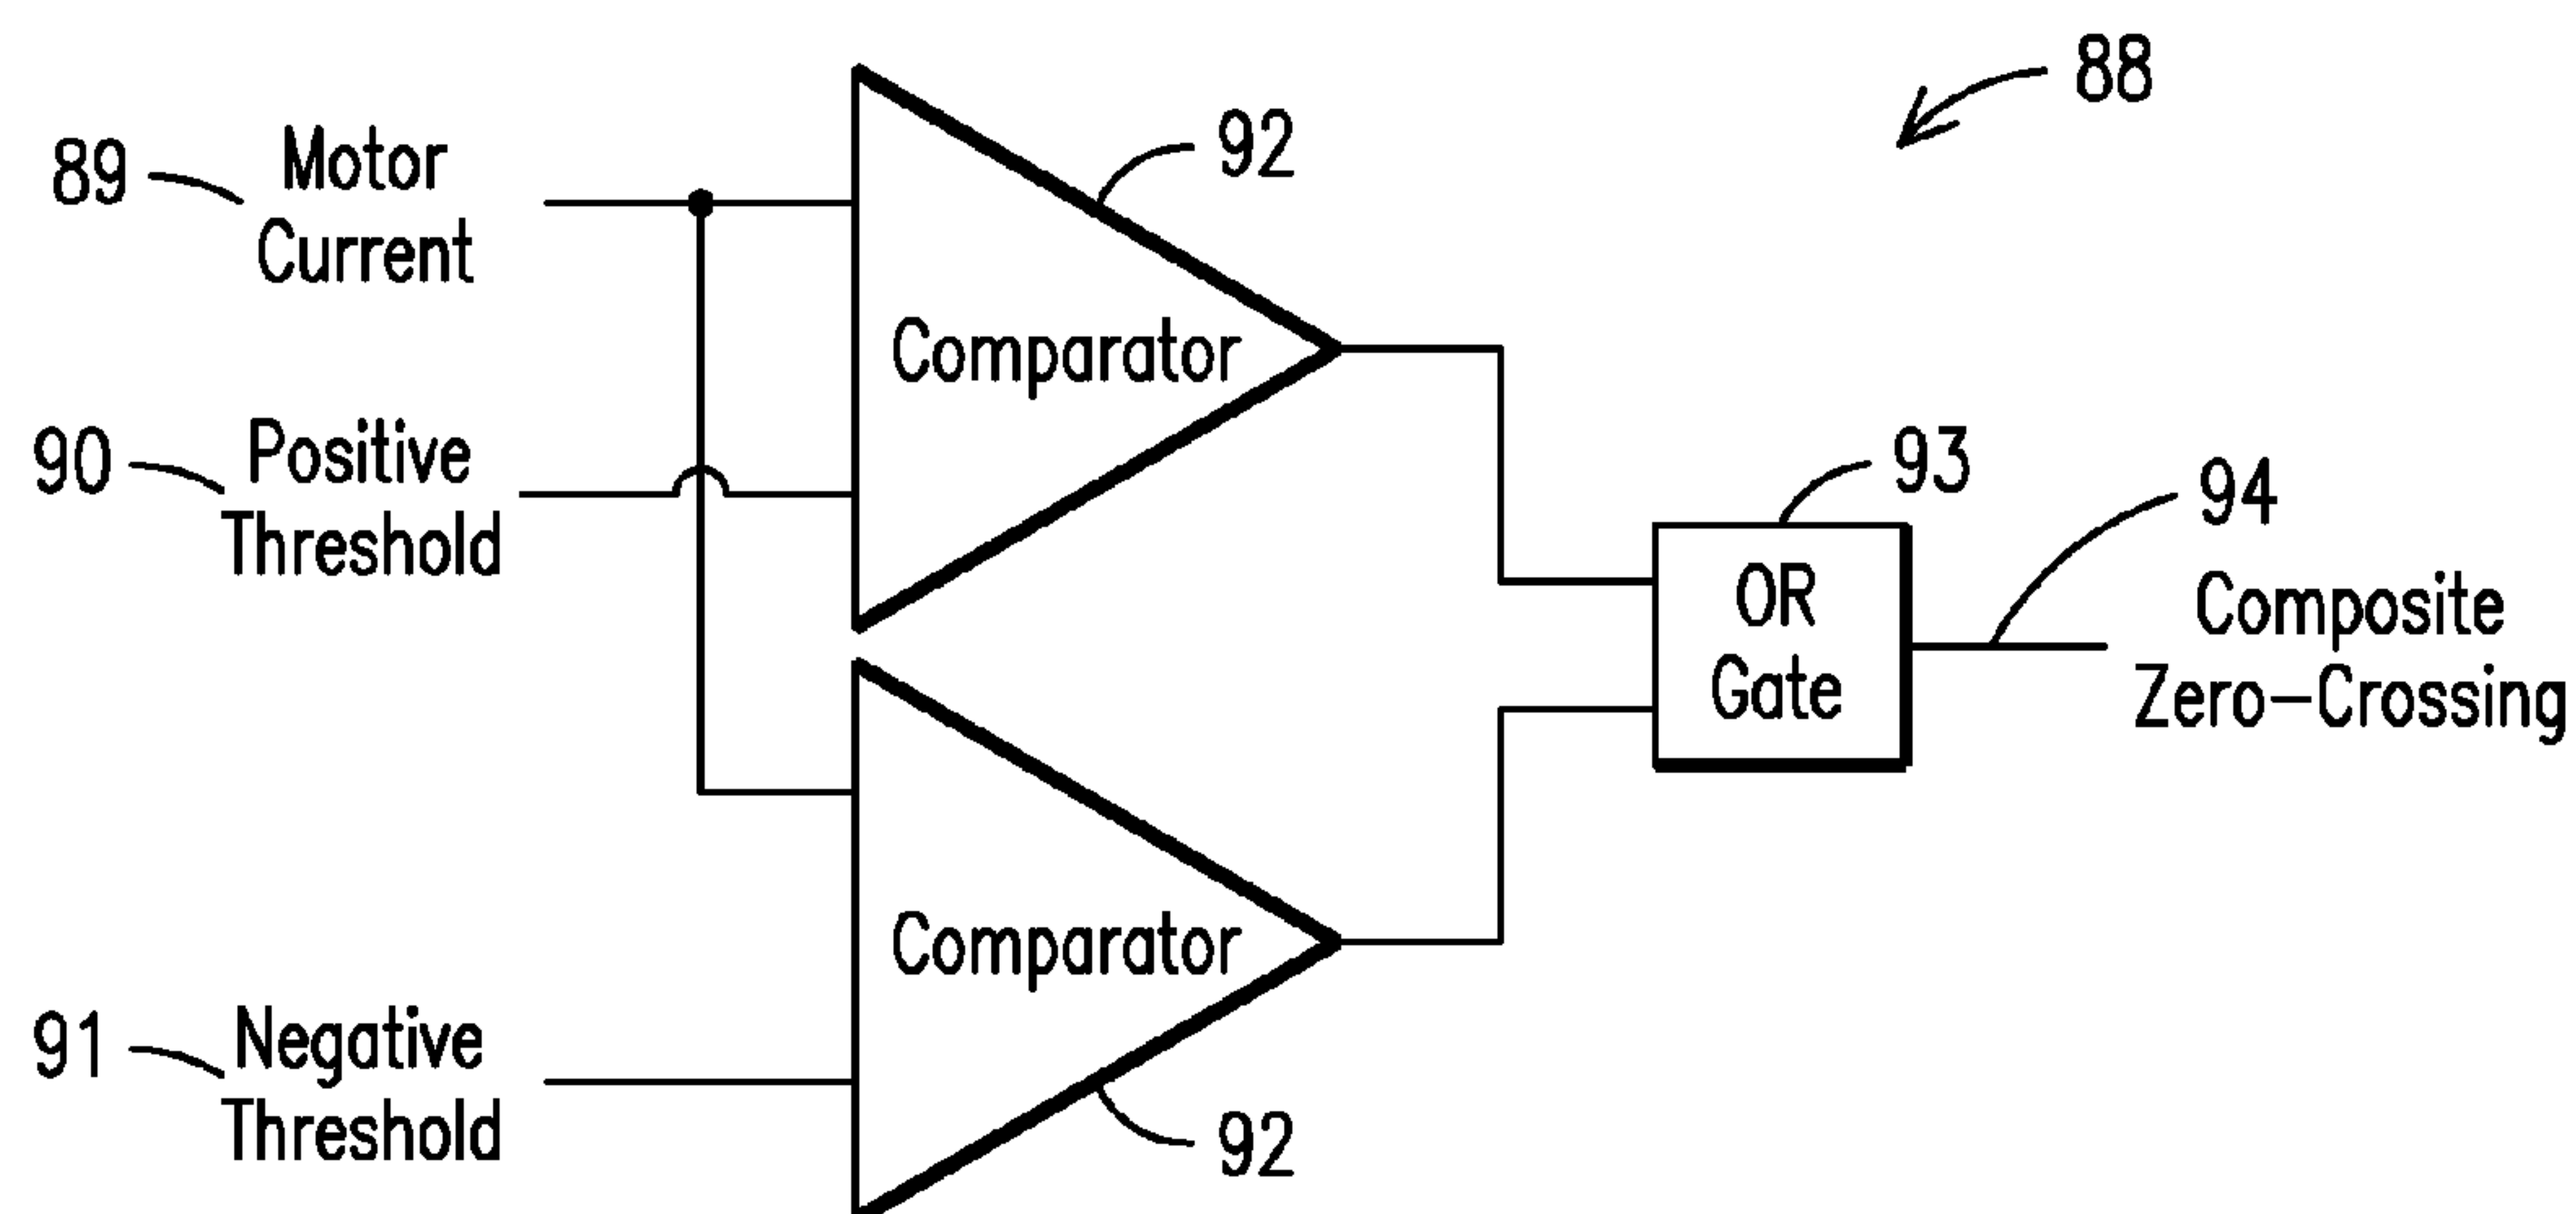 88
89
Motor
Current
92
Comparator
90
Positive
Threshold
93
OR
Gate
94
Composite
Zero-Crossing
Comparator
91
Negative
Threshold
92